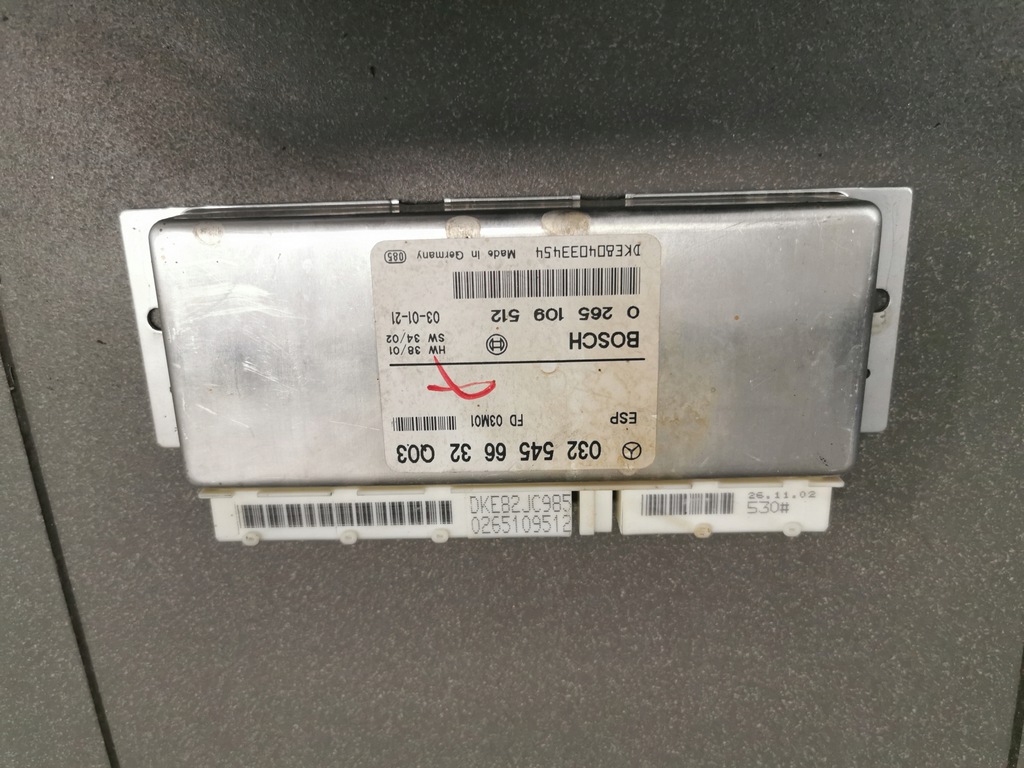 032 545 66 32 Q03
ESP FD 03M01
HW 38/01
BOSCH SW 34/02
0 265 109 512 03-01-21
DKE804033454 Made in Germany 085
DKE82JC985
0265109512
26.11.02
530#